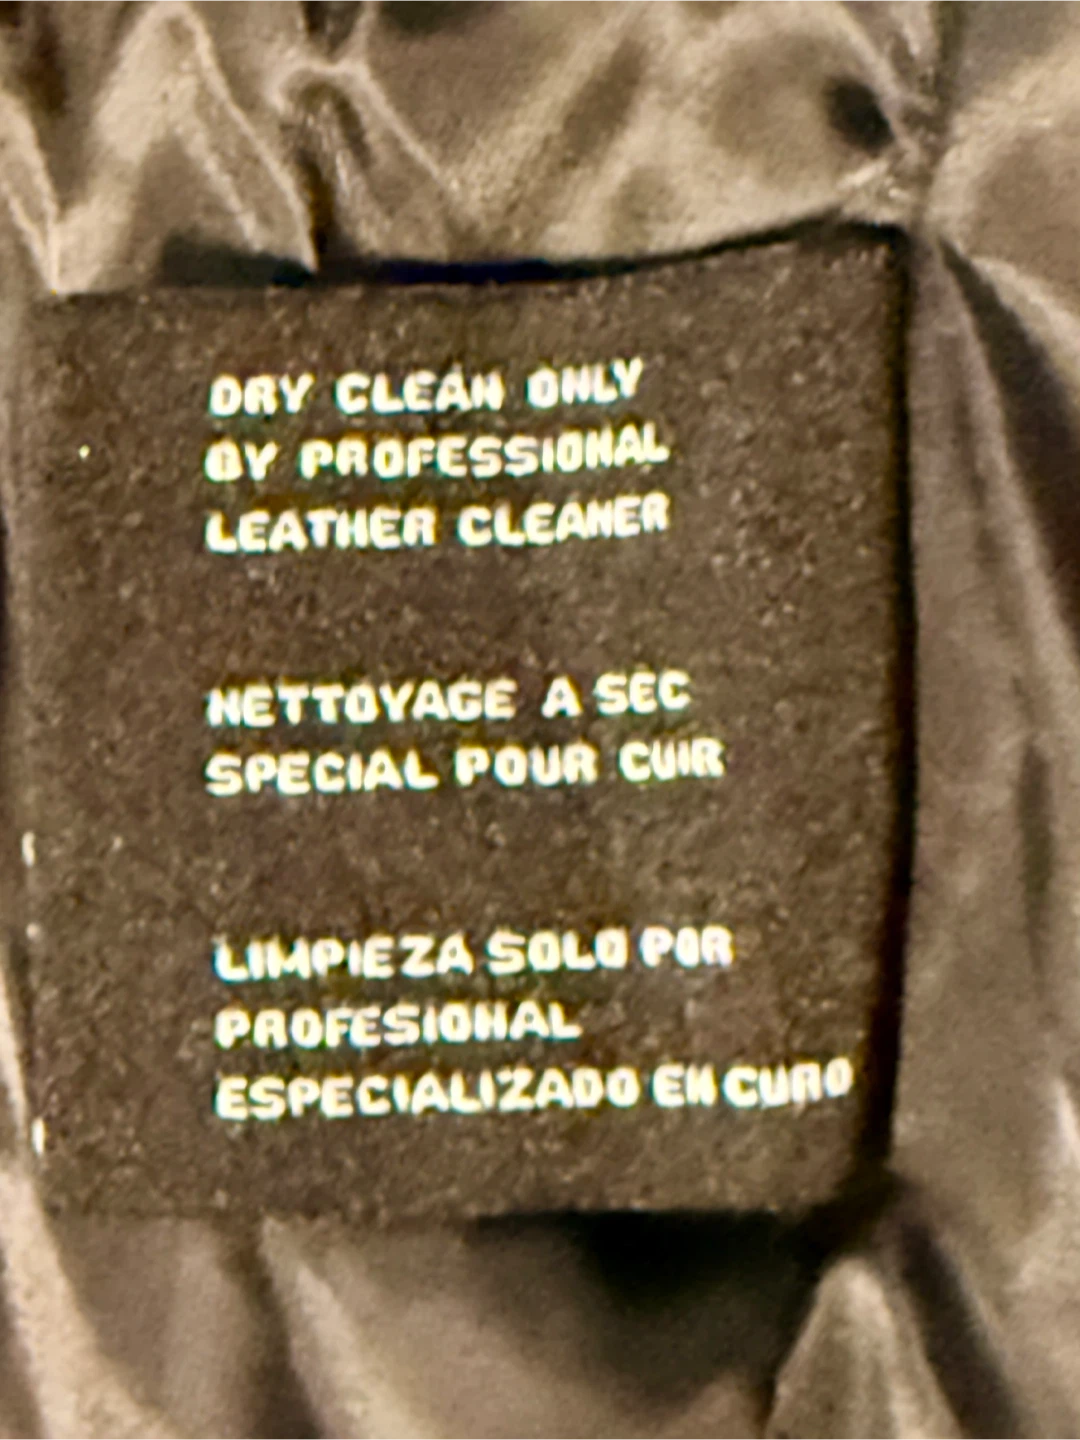 DRY CLEAN ONLY
BY PROFESSIONAL
LEATHER CLEANER
NETTOYAGE A SEC
SPECIAL POUR CUIR
LIMPIEZA SOLO POR
PROFESIONAL
ESPECIALIZADO EN CURO